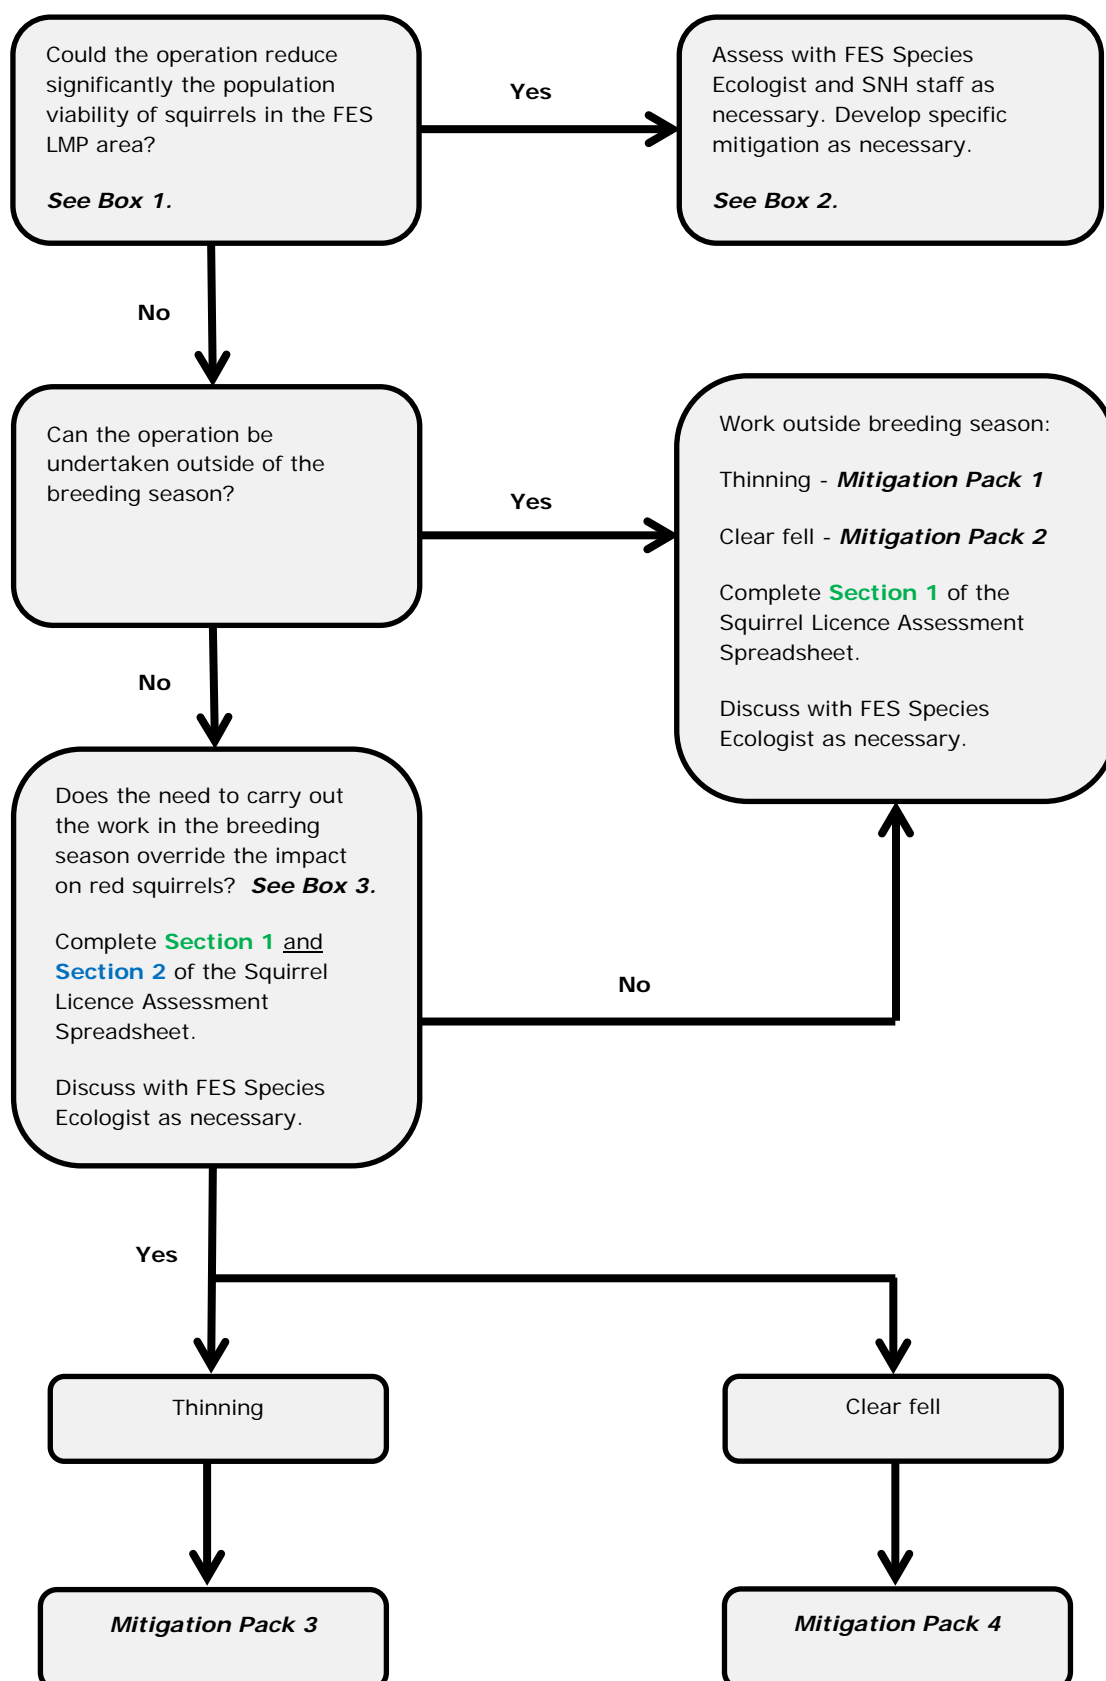 Could the operation reduce
significantly the population
viability of squirrels in the FES
LMP area?
See Box 1.
Yes
Assess with FES Species
Ecologist and SNH staff as
necessary. Develop specific
mitigation as necessary.
See Box 2.
No
Can the operation be
undertaken outside of the
breeding season?
Yes
Work outside breeding season:
Thinning - Mitigation Pack 1
Clear fell - Mitigation Pack 2
Complete Section 1 of the
Squirrel Licence Assessment
Spreadsheet.
Discuss with FES Species
Ecologist as necessary.
No
Does the need to carry out
the work in the breeding
season override the impact
on red squirrels? See Box 3.
Complete Section 1 and
Section 2 of the Squirrel
Licence Assessment
Spreadsheet.
Discuss with FES Species
Ecologist as necessary.
No
Yes
Thinning
Clear fell
Mitigation Pack 3
Mitigation Pack 4